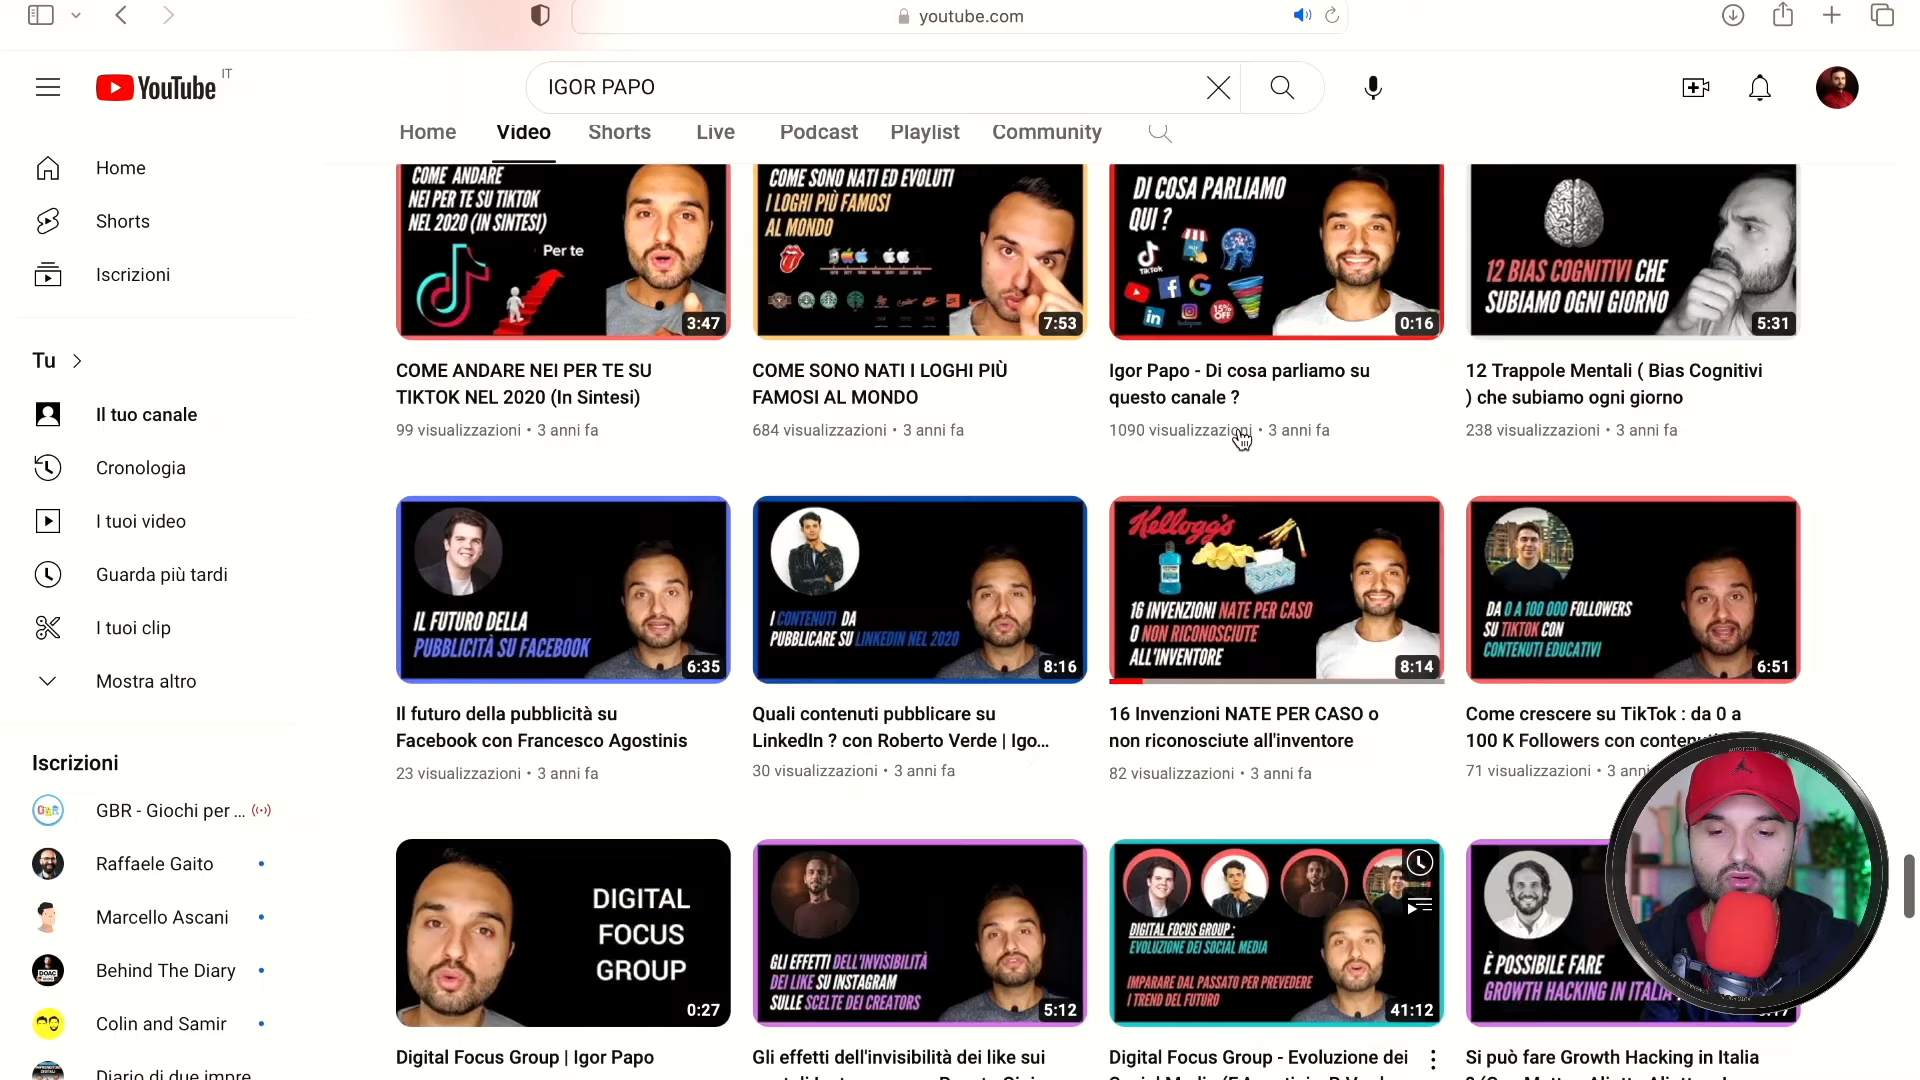 youtube.com
YouTube IT
IGOR PAPO
Home Video Shorts Live Podcast Playlist Community
Home
Shorts
Iscrizioni
Tu
Il tuo canale
Cronologia
I tuoi video
Guarda più tardi
I tuoi clip
Mostra altro
Iscrizioni
GBR - Giochi per ...
Raffaele Gaito
Marcello Ascani
Behind The Diary
Colin and Samir
Diario di due impre
COME ANDARE
NEI PER TE SU TIKTOK
NEL 2020 (IN SINTESI)
Per te
3:47
COME ANDARE NEI PER TE SU
TIKTOK NEL 2020 (In Sintesi)
99 visualizzazioni • 3 anni fa
COME SONO NATI ED EVOLUTI
I LOGHI PIÙ FAMOSI
AL MONDO
7:53
COME SONO NATI I LOGHI PIÙ
FAMOSI AL MONDO
684 visualizzazioni • 3 anni fa
DI COSA PARLIAMO
QUI ?
TikTok
15%
OFF
0:16
Igor Papo - Di cosa parliamo su
questo canale ?
1090 visualizzazioni • 3 anni fa
12 BIAS COGNITIVI CHE
SUBIAMO OGNI GIORNO
5:31
12 Trappole Mentali ( Bias Cognitivi
) che subiamo ogni giorno
238 visualizzazioni • 3 anni fa
IL FUTURO DELLA
PUBBLICITÀ SU FACEBOOK
6:35
Il futuro della pubblicità su
Facebook con Francesco Agostinis
23 visualizzazioni • 3 anni fa
I CONTENUTI DA
PUBBLICARE SU LINKEDIN NEL 2020
8:16
Quali contenuti pubblicare su
LinkedIn ? con Roberto Verde | Igo...
30 visualizzazioni • 3 anni fa
Kellogg's
16 INVENZIONI NATE PER CASO
O NON RICONOSCIUTE
ALL'INVENTORE
8:14
16 Invenzioni NATE PER CASO o
non riconosciute all'inventore
82 visualizzazioni • 3 anni fa
DA 0 A 100 000 FOLLOWERS
SU TIKTOK CON
CONTENUTI EDUCATIVI
6:51
Come crescere su TikTok : da 0 a
100 K Followers con
71 visualizzazioni • 3
DIGITAL
FOCUS
GROUP
0:27
Digital Focus Group | Igor Papo
GLI EFFETTI DELL'INVISIBILITÀ
DEI LIKE SU INSTAGRAM
SULLE SCELTE DEI CREATORS
5:12
Gli effetti dell'invisibilità dei like sui
DIGITAL FOCUS GROUP :
EVOLUZIONE DEI SOCIAL MEDIA
IMPARARE DAL PASSATO PER PREVEDERE
I TREND DEL FUTURO
41:12
Digital Focus Group - Evoluzione dei
È POSSIBILE FARE
GROWTH HACKING IN ITALIA
Si può fare Growth Hacking in Italia